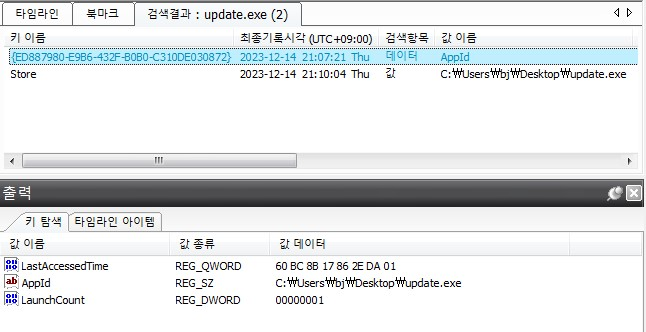 타임라인 북마크 검색결과 : update.exe (2)
키 이름 최종기록시각 (UTC+09:00) 검색항목 값 이름
{ED887980-E9B6-432F-B0B0-C310DE030872} 2023-12-14 21:07:21 Thu 데이터 AppId
Store 2023-12-14 21:10:04 Thu 값 C:₩Users₩bj₩Desktop₩update.exe
출력
키 탐색 타임라인 아이템
값 이름 값 종류 값 데이터
LastAccessedTime REG_QWORD 60 BC 8B 17 86 2E DA 01
AppId REG_SZ C:₩Users₩bj₩Desktop₩update.exe
LaunchCount REG_DWORD 00000001